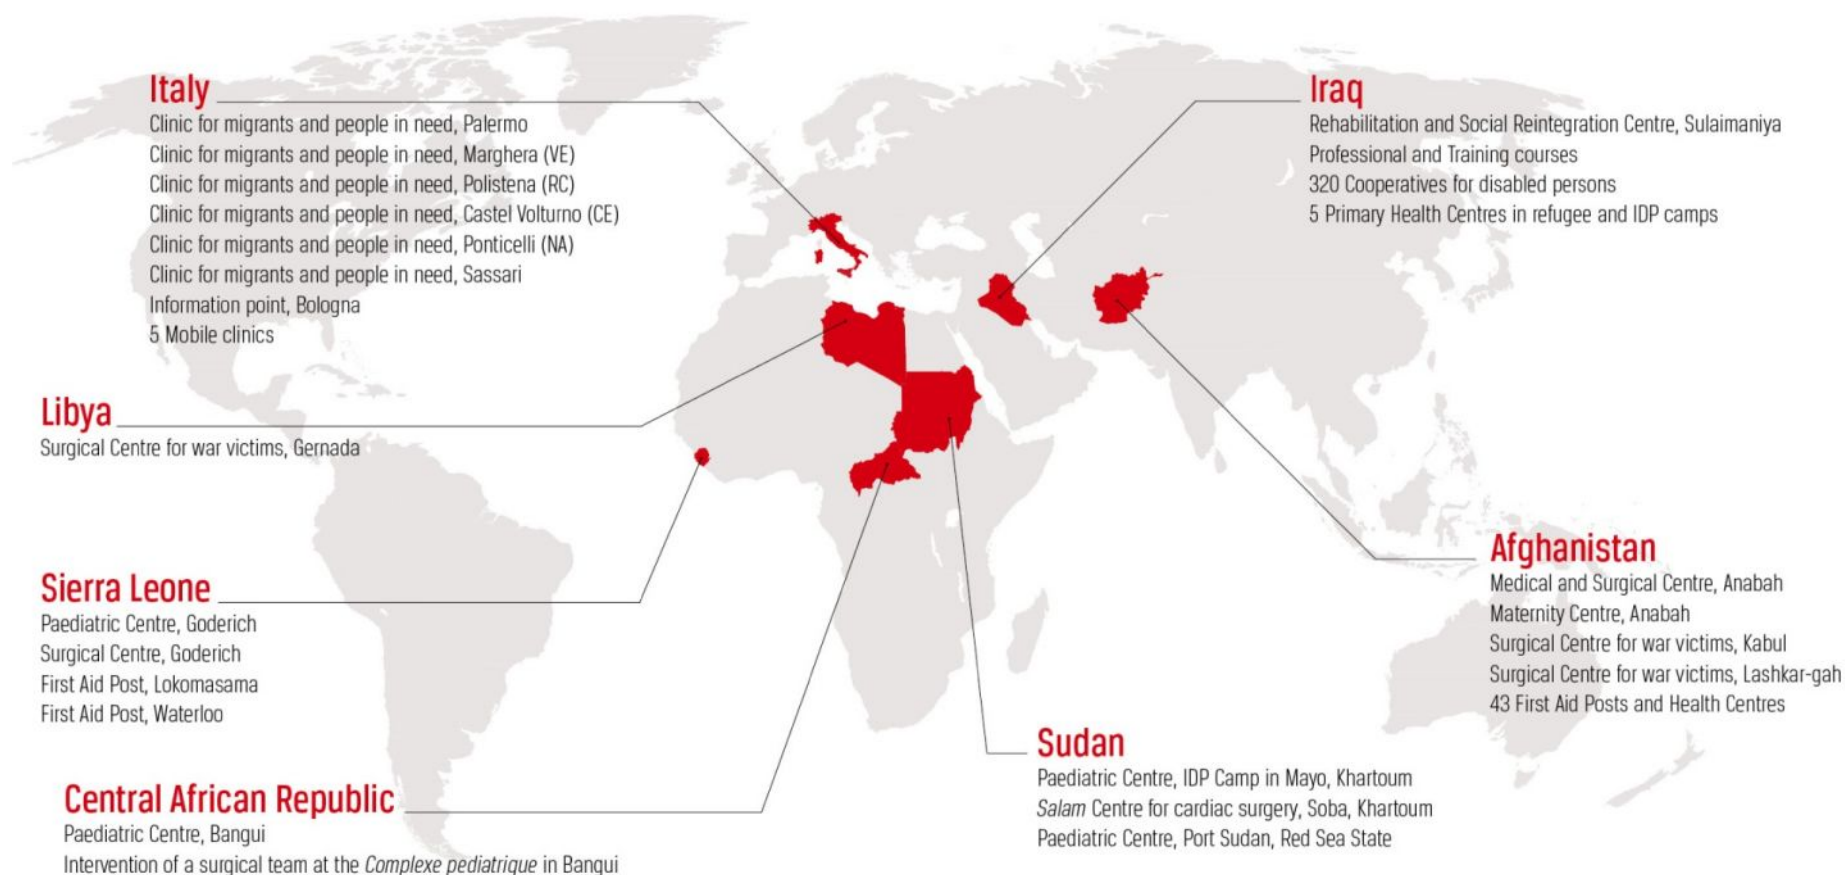 Italy
Clinic for migrants and people in need, Palermo
Clinic for migrants and people in need, Marghera (VE)
Clinic for migrants and people in need, Polistena (RC)
Clinic for migrants and people in need, Castel Volturno (CE)
Clinic for migrants and people in need, Ponticelli (NA)
Clinic for migrants and people in need, Sassari
Information point, Bologna
5 Mobile clinics
Iraq
Rehabilitation and Social Reintegration Centre, Sulaimaniya
Professional and Training courses
320 Cooperatives for disabled persons
5 Primary Health Centres in refugee and IDP camps
Libya
Surgical Centre for war victims, Gernada
Sierra Leone
Paediatric Centre, Goderich
Surgical Centre, Goderich
First Aid Post, Lokomasama
First Aid Post, Waterloo
Afghanistan
Medical and Surgical Centre, Anabah
Maternity Centre, Anabah
Surgical Centre for war victims, Kabul
Surgical Centre for war victims, Lashkar-gah
43 First Aid Posts and Health Centres
Central African Republic
Paediatric Centre, Bangui
Intervention of a surgical team at the Complexe pediatrique in Bangui
Sudan
Paediatric Centre, IDP Camp in Mayo, Khartoum
Salam Centre for cardiac surgery, Soba, Khartoum
Paediatric Centre, Port Sudan, Red Sea State